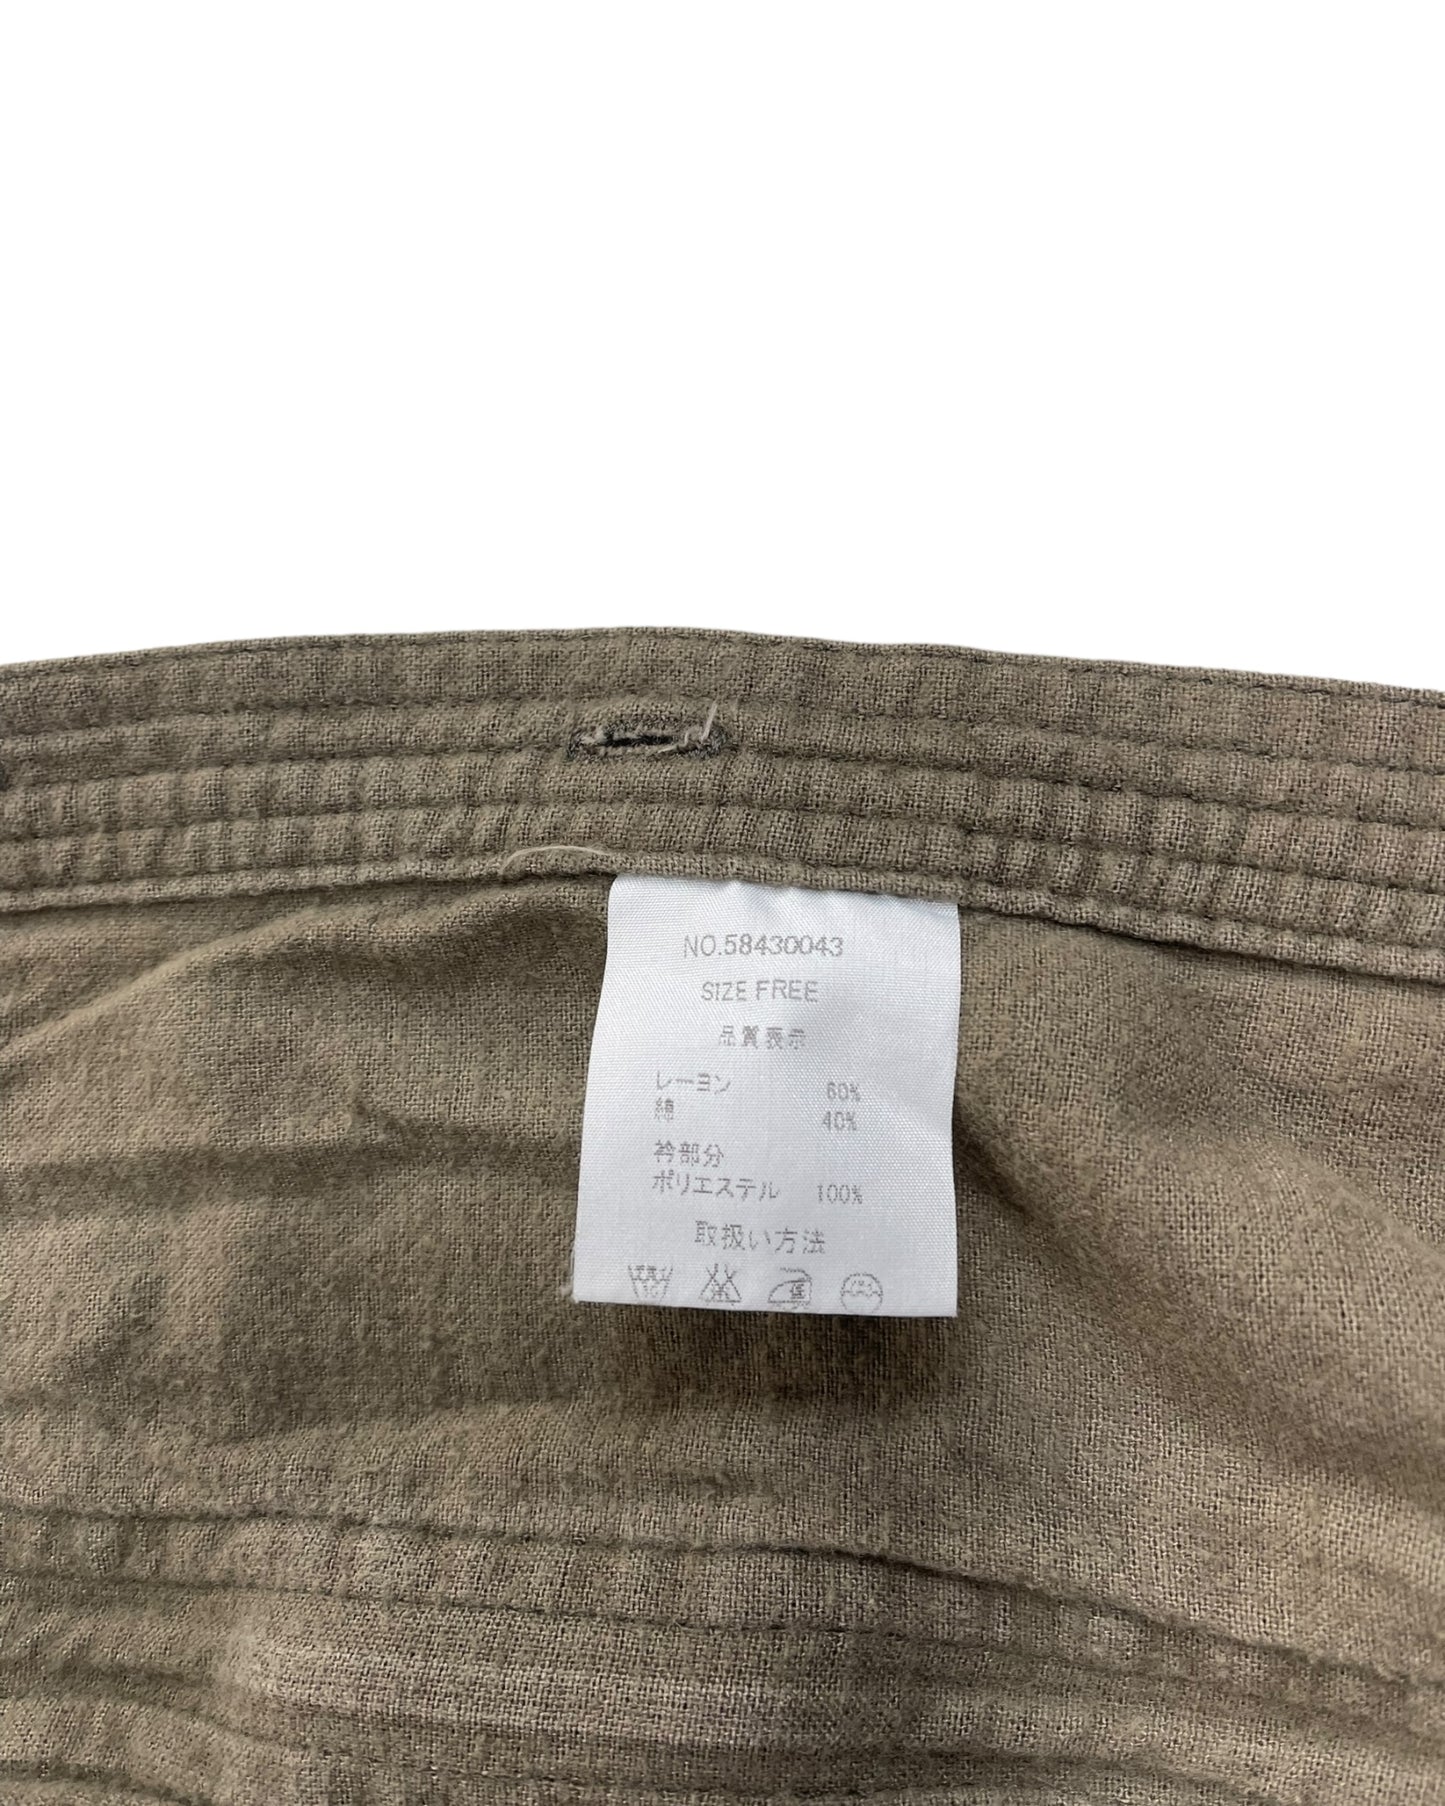 NO.58430043
SIZE FREE
品質表示
レーヨン 60%
綿 40%
衿部分
ポリエステル 100%
取扱い方法